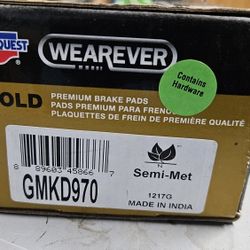 QUEST
WEAREVER
Contains
Hardware
OLD
PREMIUM BRAKE PADS
PADS PREMIUM PARA FRENO
PLAQUETTES DE FREIN DE PREMIÈRE QUALITÉ
8 89603 45866 7
GMKD970
N
Semi-Met
1217G
MADE IN INDIA